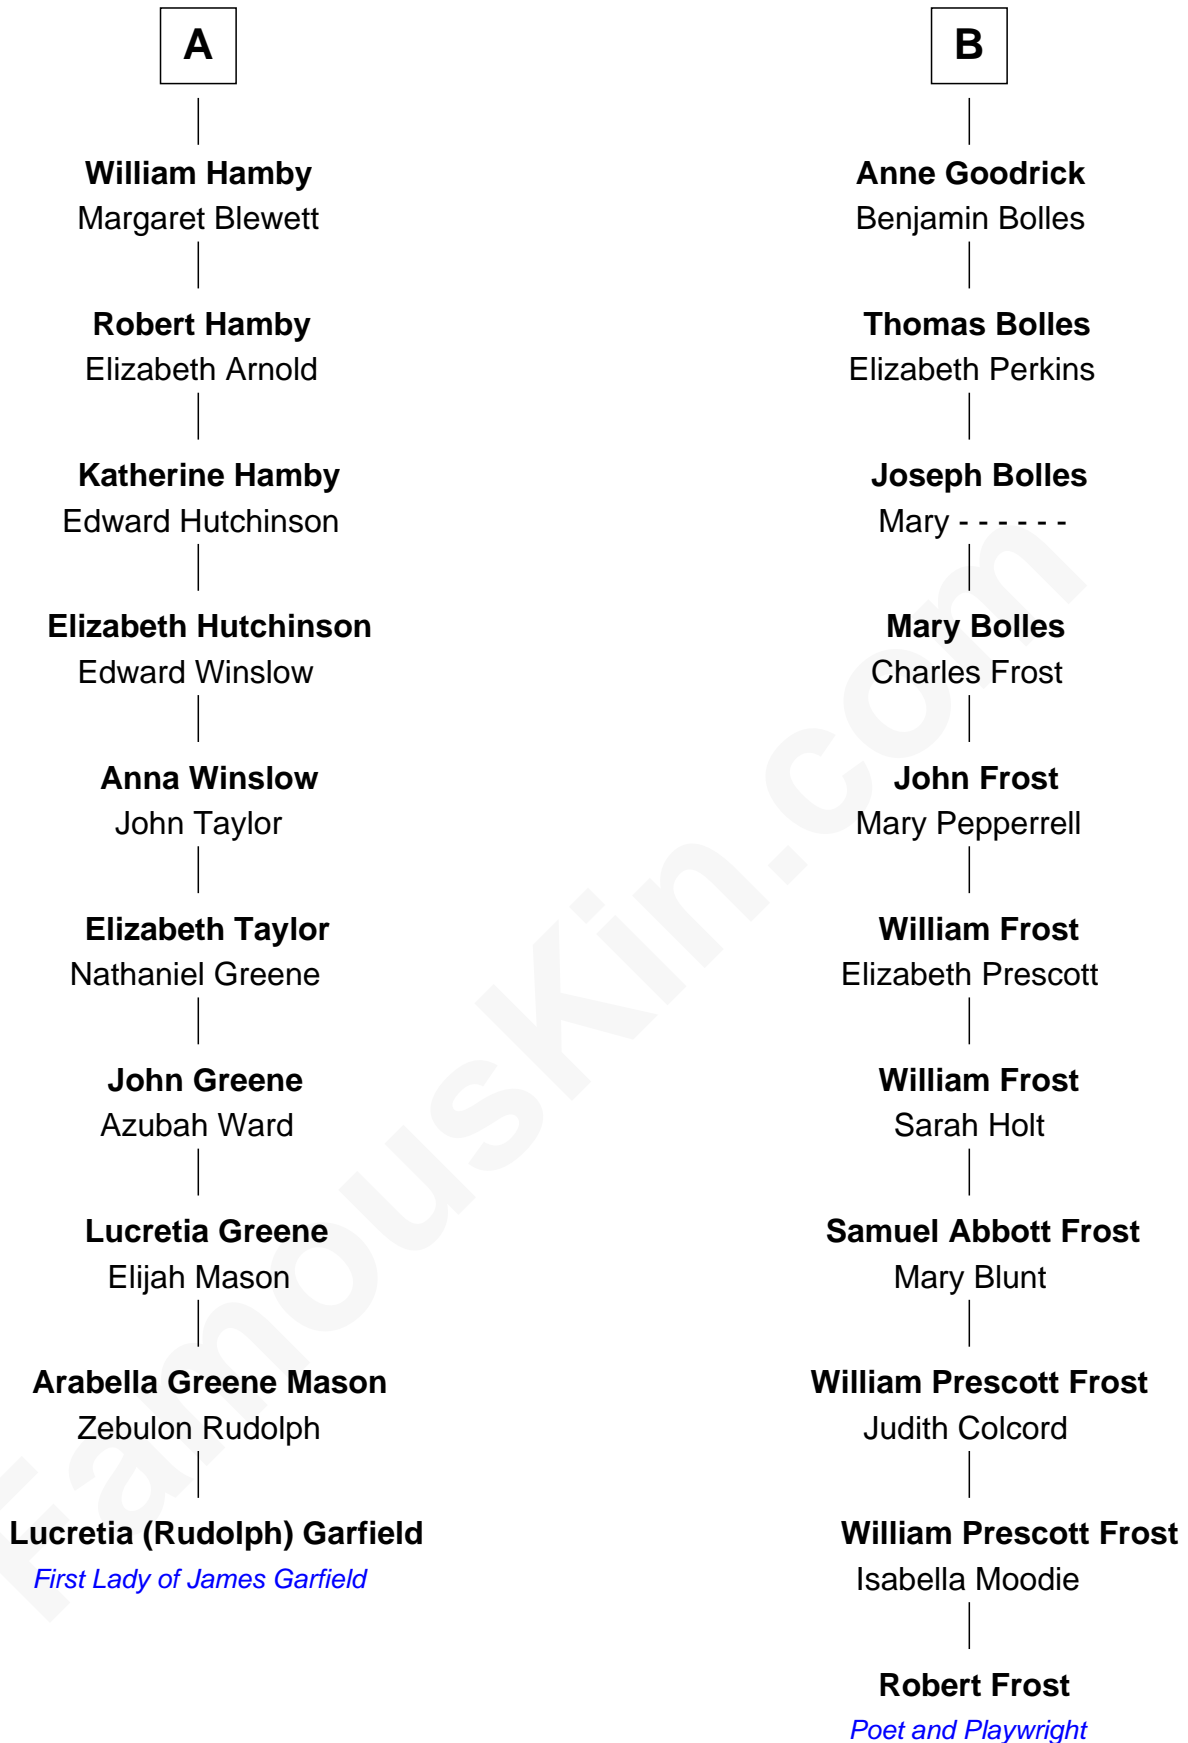 A
William Hamby
Margaret Blewett
Robert Hamby
Elizabeth Arnold
Katherine Hamby
Edward Hutchinson
Elizabeth Hutchinson
Edward Winslow
Anna Winslow
John Taylor
Elizabeth Taylor
Nathaniel Greene
John Greene
Azubah Ward
Lucretia Greene
Elijah Mason
Arabella Greene Mason
Zebulon Rudolph
Lucretia (Rudolph) Garfield
First Lady of James Garfield
B
Anne Goodrick
Benjamin Bolles
Thomas Bolles
Elizabeth Perkins
Joseph Bolles
Mary - - - - - -
Mary Bolles
Charles Frost
John Frost
Mary Pepperrell
William Frost
Elizabeth Prescott
William Frost
Sarah Holt
Samuel Abbott Frost
Mary Blunt
William Prescott Frost
Judith Colcord
William Prescott Frost
Isabella Moodie
Robert Frost
Poet and Playwright
FamousKin.com